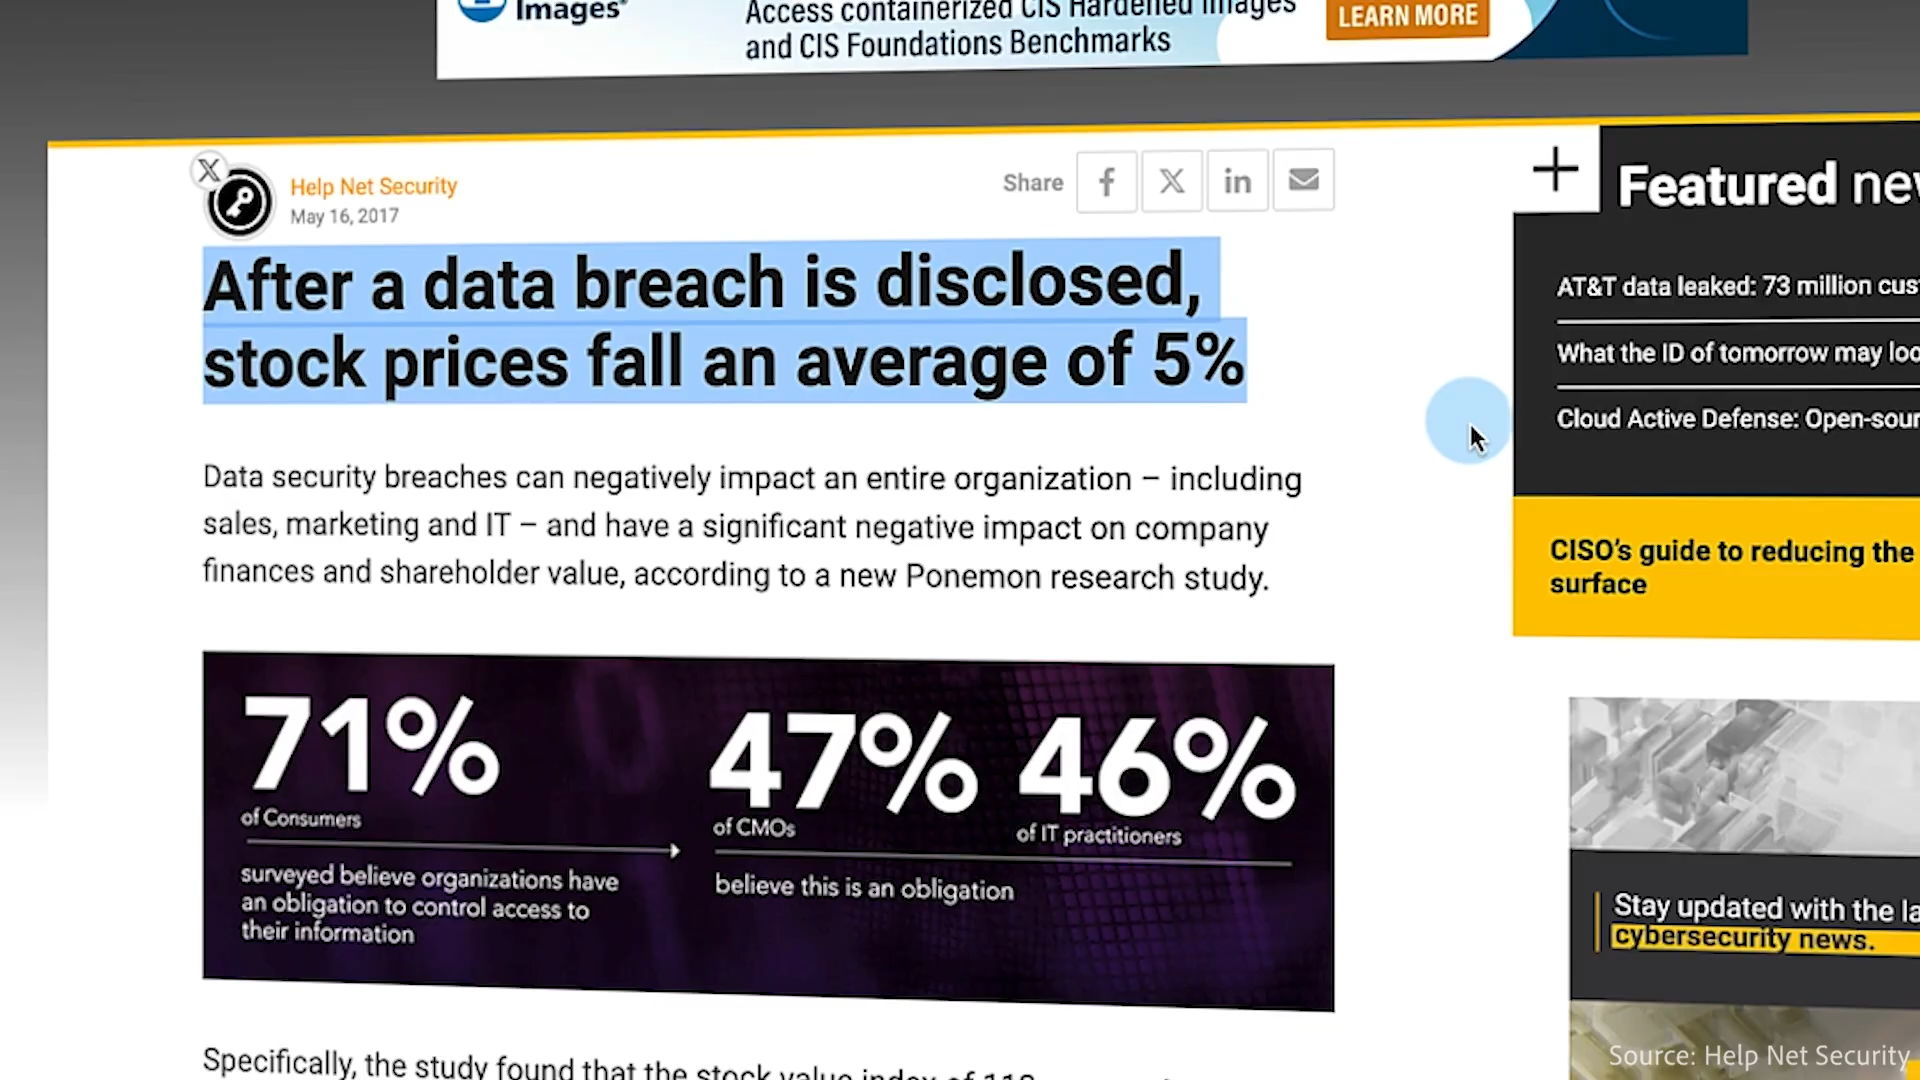 Images
Access containerized CIS Hardened Images
and CIS Foundations Benchmarks
LEARN MORE
Help Net Security
May 16, 2017
Share
Featured
After a data breach is disclosed,
stock prices fall an average of 5%
AT&T data leaked: 73 million
What the ID of tomorrow may
Cloud Active Defense:
Data security breaches can negatively impact an entire organization – including
sales, marketing and IT – and have a significant negative impact on company
finances and shareholder value, according to a new Ponemon research study.
CISO's guide to reducing the
surface
71%
of Consumers
surveyed believe organizations have
an obligation to control access to
their information
47%
of CMOs
46%
of IT practitioners
believe this is an obligation
Stay updated with the
cybersecurity news.
Specifically, the study found that the stock value index of
Source: Help Net Security